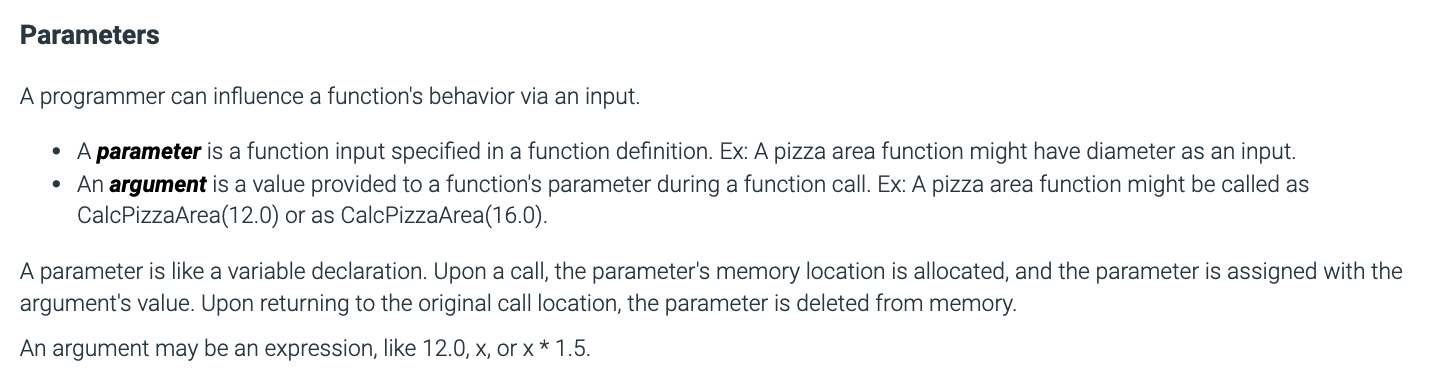 Parameters
A programmer can influence a function's behavior via an input.
• A parameter is a function input specified in a function definition. Ex: A pizza area function might have diameter as an input.
• An argument is a value provided to a function's parameter during a function call. Ex: A pizza area function might be called as
CalcPizzaArea(12.0) or as CalcPizzaArea(16.0).
A parameter is like a variable declaration. Upon a call, the parameter's memory location is allocated, and the parameter is assigned with the
argument's value. Upon returning to the original call location, the parameter is deleted from memory.
An argument may be an expression, like 12.0, x, or x * 1.5.